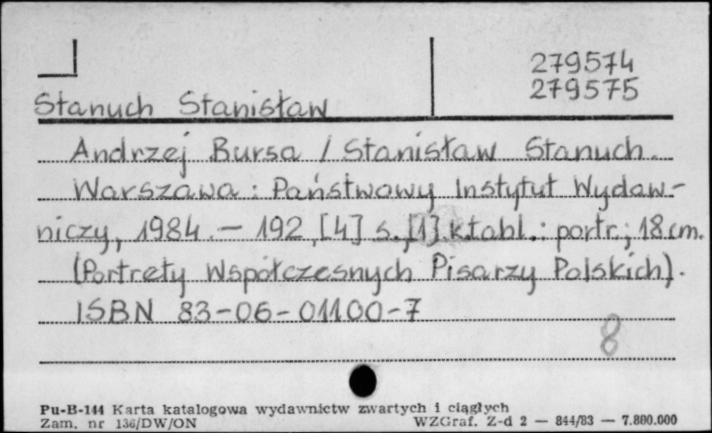 279574
279575
Stanuch Stanisław
Andrzej Bursa / Stanisław Stanuch.
Warszawa : Państwowy Instytut Wydaw-
niczy, 1984. — 192, [4] s., [1] k.tabl. : portr.; 18cm.
(Portrety Współczesnych Pisarzy Polskich).
ISBN 83-06-01100-7
8
Pu-B-144 Karta katalogowa wydawnictw zwartych i ciągłych
Zam. nr 136/DW/ON WZGraf. Z-d 2 — 844/83 — 7.800.000